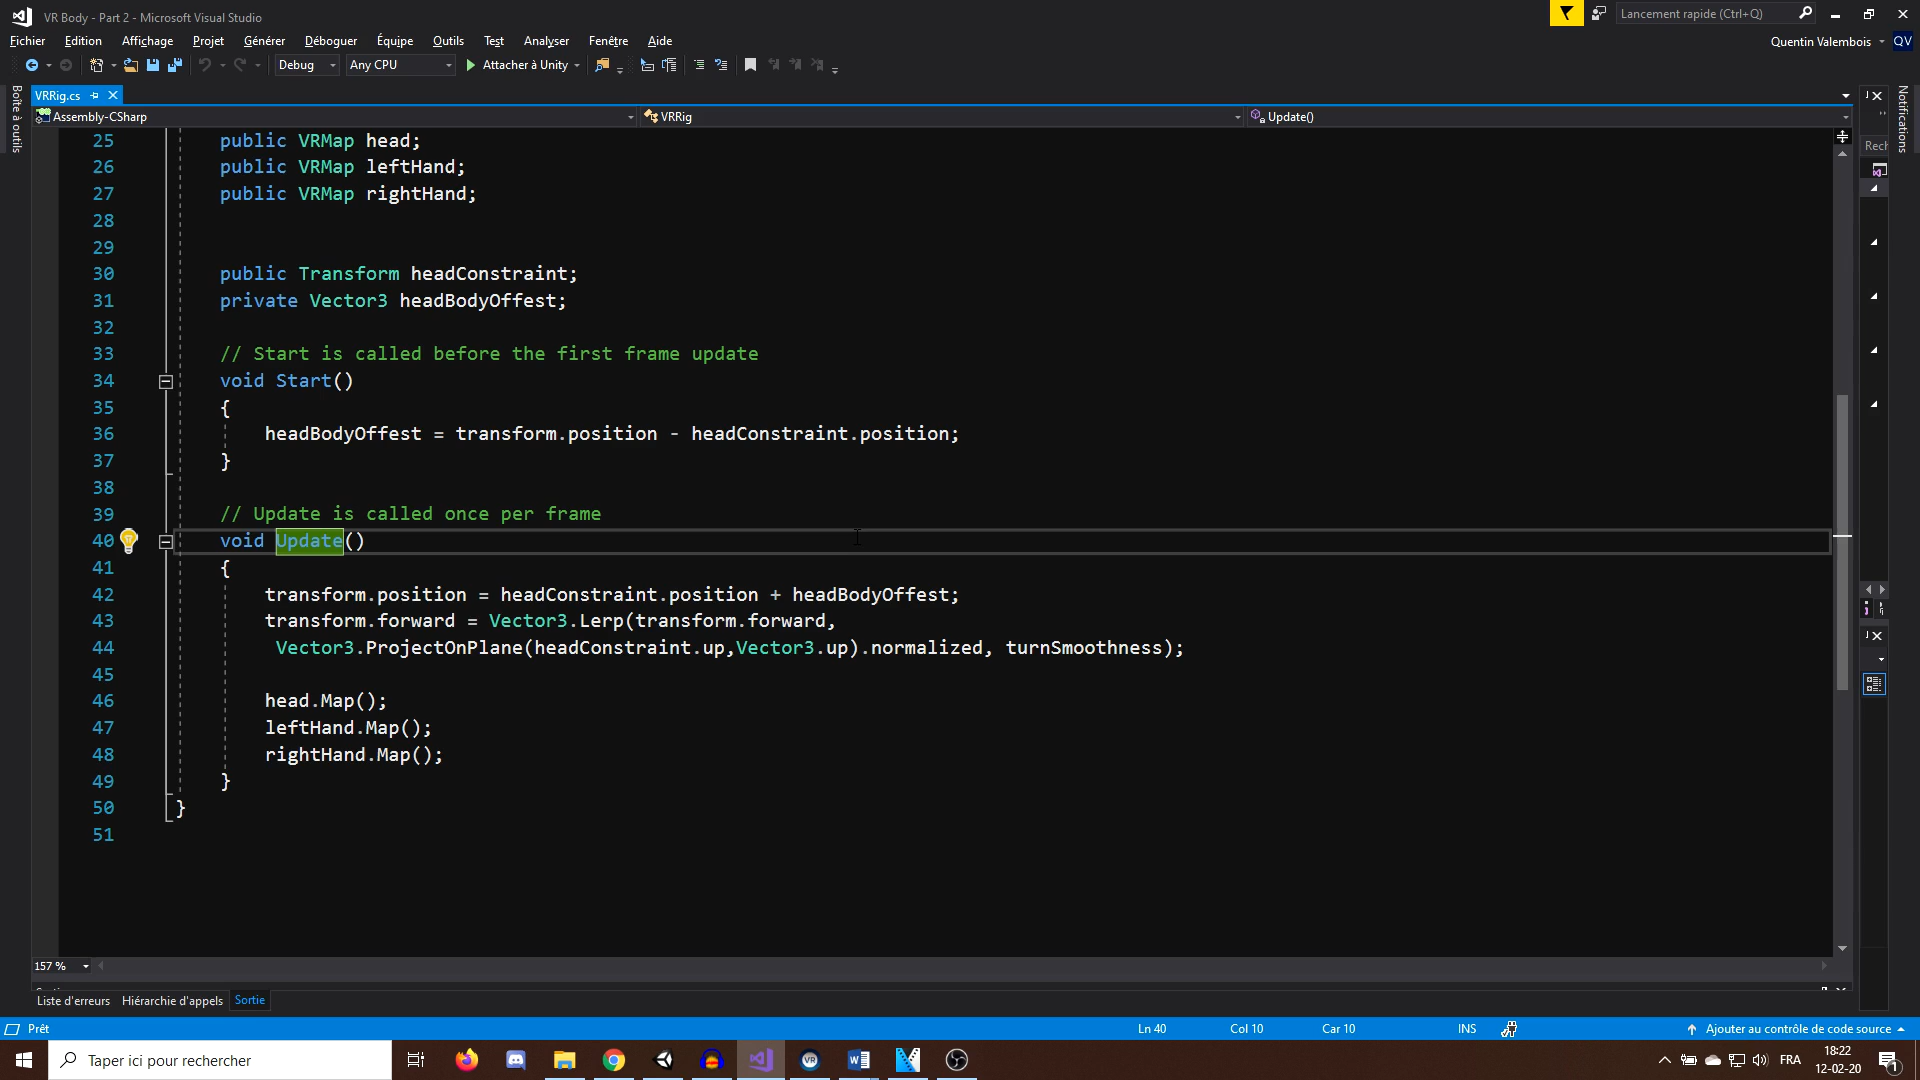 VR Body - Part 2 - Microsoft Visual Studio
Lancement rapide (Ctrl+Q)
Fichier Edition Affichage Projet Générer Déboguer Équipe Outils Test Analyser Fenêtre Aide
Quentin Valembois QV
Debug Any CPU Attacher à Unity
Boîte à outils
VRRig.cs
Notifications
Assembly-CSharp VRRig Update()
Rech
25 public VRMap head;
26 public VRMap leftHand;
27 public VRMap rightHand;
28
29
30 public Transform headConstraint;
31 private Vector3 headBodyOffest;
32
33 // Start is called before the first frame update
34 void Start()
35 {
36 headBodyOffest = transform.position - headConstraint.position;
37 }
38
39 // Update is called once per frame
40 void Update()
41 {
42 transform.position = headConstraint.position + headBodyOffest;
43 transform.forward = Vector3.Lerp(transform.forward,
44 Vector3.ProjectOnPlane(headConstraint.up,Vector3.up).normalized, turnSmoothness);
45
46 head.Map();
47 leftHand.Map();
48 rightHand.Map();
49 }
50 }
51
157 %
Liste d'erreurs Hiérarchie d'appels Sortie
Prêt Ln 40 Col 10 Car 10 INS Ajouter au contrôle de code source
Taper ici pour rechercher
FRA
18:22
12-02-20
1